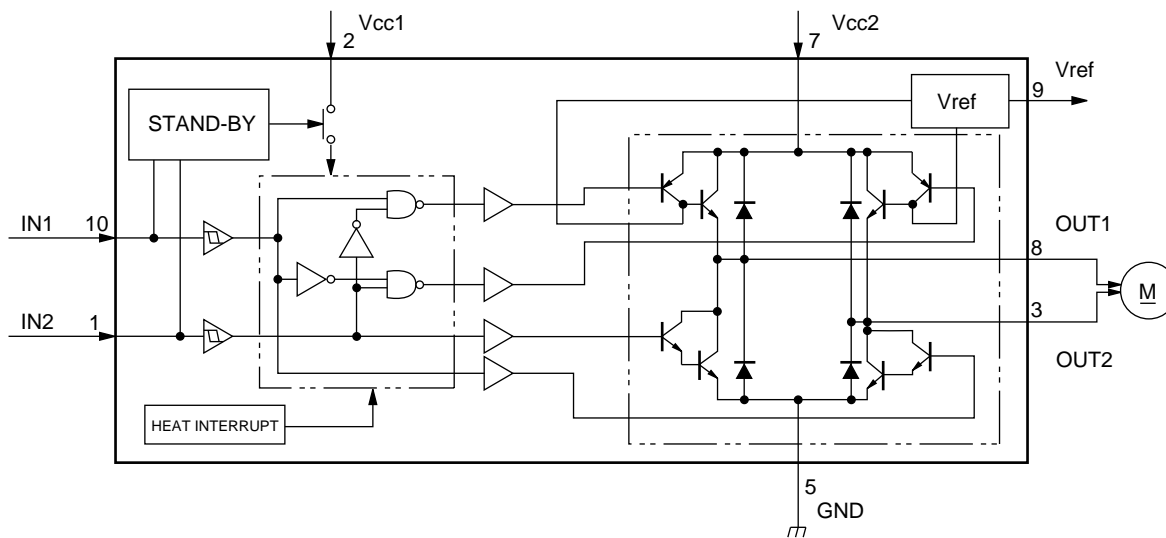 Vcc1
2
Vcc2
7
Vref
9
STAND-BY
Vref
IN1
10
OUT1
8
M
IN2
1
3
OUT2
HEAT INTERRUPT
5
GND